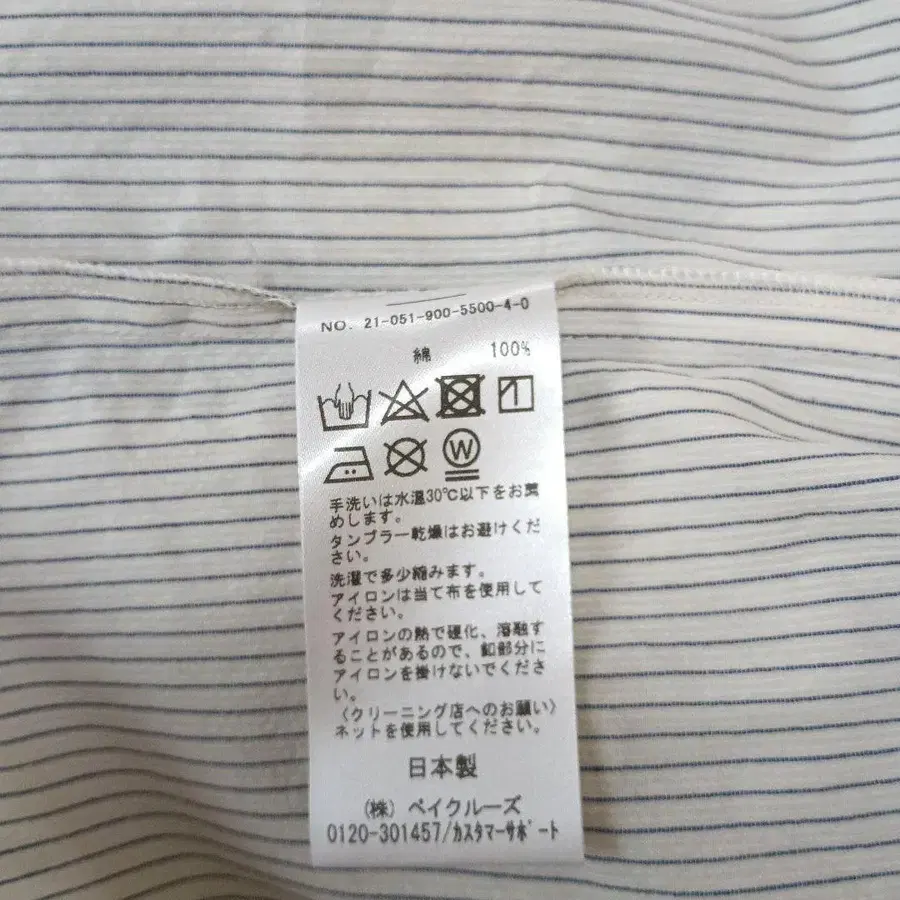 NO. 21-051-900-5500-4-0
綿 100%
手洗いは水温30℃以下をお薦
めします。
タンブラー乾燥はお避けくだ
さい。
洗濯で多少縮みます。
アイロンは当て布を使用して
ください。
アイロンの熱で硬化、溶融す
ることがあるので、釦部分に
アイロンを掛けないでくださ
い。
〈クリーニング店へのお願い〉
ネットを使用してください。
日本製
(株) ベイクルーズ
0120-301457/ｶｽﾀﾏｰｻﾎﾟｰﾄ